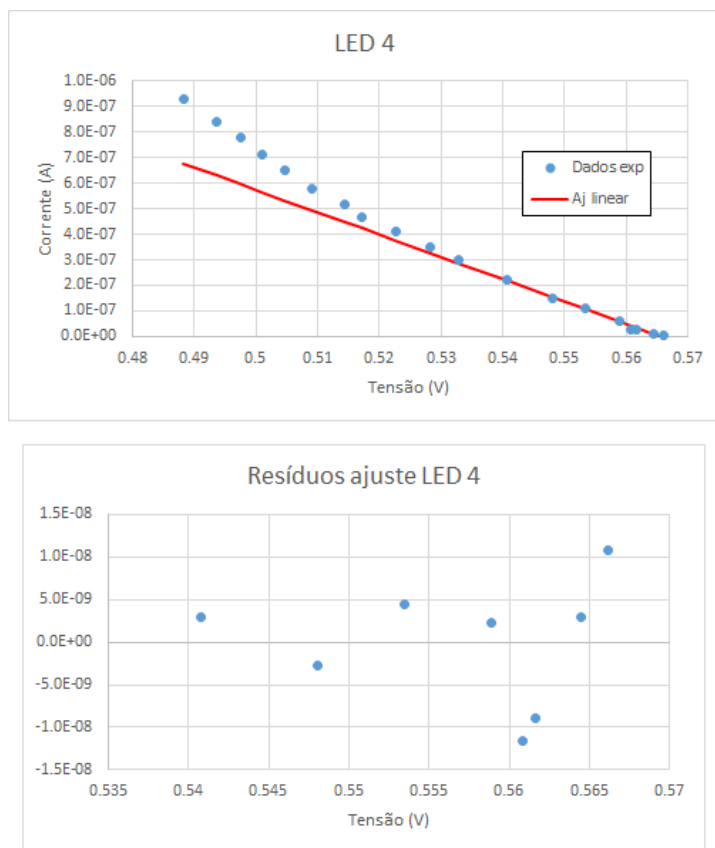 LED 4
1.0E-06
9.0E-07
8.0E-07
7.0E-07
6.0E-07
5.0E-07
4.0E-07
3.0E-07
2.0E-07
1.0E-07
0.0E+00
Corrente (A)
Dados exp
Aj linear
0.48 0.49 0.5 0.51 0.52 0.53 0.54 0.55 0.56 0.57
Tensão (V)
Resíduos ajuste LED 4
1.5E-08
1.0E-08
5.0E-09
0.0E+00
-5.0E-09
-1.0E-08
-1.5E-08
0.535 0.54 0.545 0.55 0.555 0.56 0.565 0.57
Tensão (V)